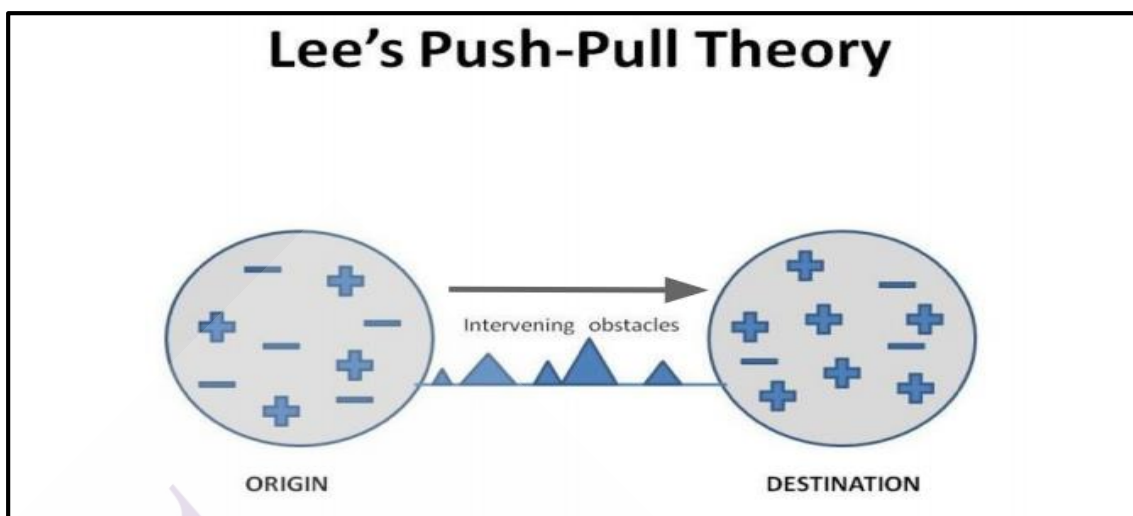 Lee's Push-Pull Theory
Intervening obstacles
ORIGIN
DESTINATION